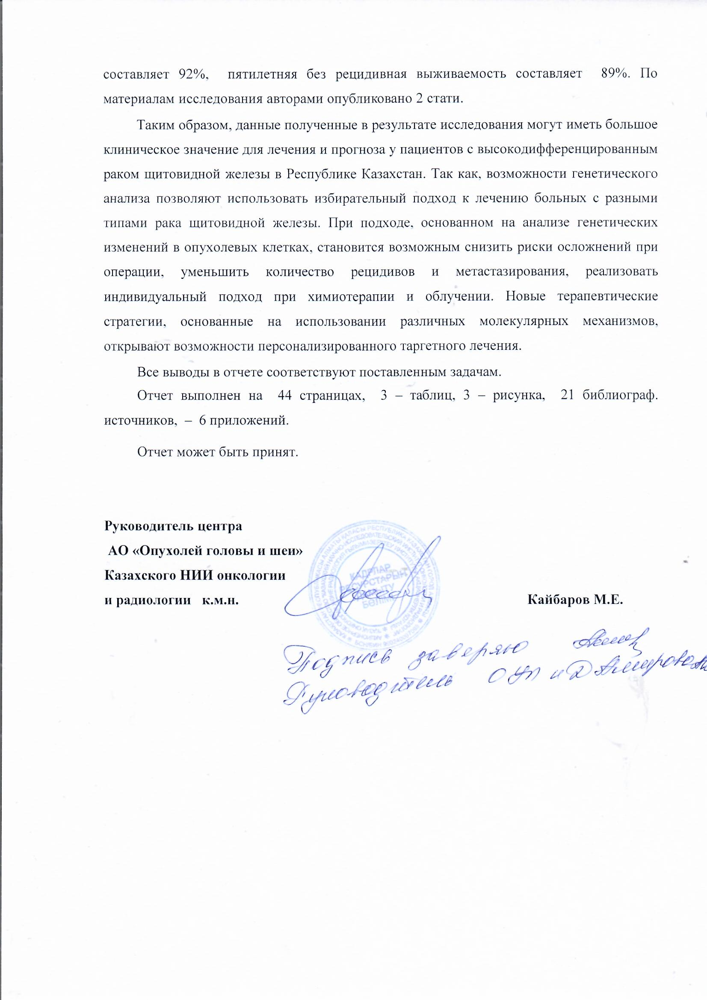 составляет 92%, пятилетняя без рецидивная выживаемость составляет 89%. По
материалам исследования авторами опубликовано 2 стати.
Таким образом, данные полученные в результате исследования могут иметь большое
клиническое значение для лечения и прогноза у пациентов с высокодифференцированным
раком щитовидной железы в Республике Казахстан. Так как, возможности генетического
анализа позволяют использовать избирательный подход к лечению больных с разными
типами рака щитовидной железы. При подходе, основанном на анализе генетических
изменений в опухолевых клетках, становится возможным снизить риски осложнений при
операции, уменьшить количество рецидивов и метастазирования, реализовать
индивидуальный подход при химиотерапии и облучении. Новые терапевтические
стратегии, основанные на использовании различных молекулярных механизмов,
открывают возможности персонализированного таргетного лечения.
Все выводы в отчете соответствуют поставленным задачам.
Отчет выполнен на 44 страницах, 3 – таблиц, 3 – рисунка, 21 библиограф.
источников, – 6 приложений.
Отчет может быть принят.
Руководитель центра
АО «Опухолей головы и шеи»
Казахского НИИ онкологии
и радиологии к.м.н.
Кайбаров М.Е.
КАДРЛАР
РЕСУРСТАРЫН
Подпись заверяю
Руководитель ОУП и Д